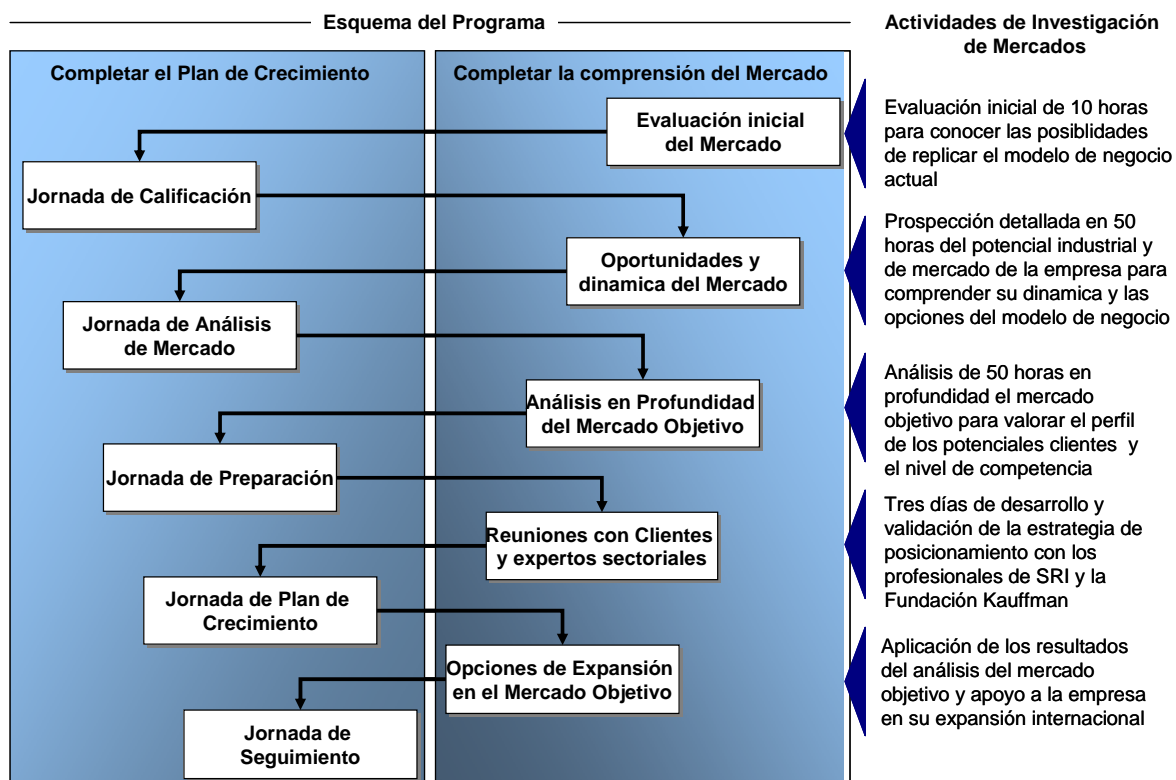 Esquema del Programa
Actividades de Investigación
de Mercados
Completar el Plan de Crecimiento
Completar la comprensión del Mercado
Evaluación inicial
del Mercado
Evaluación inicial de 10 horas
para conocer las posiblidades
de replicar el modelo de negocio
actual
Jornada de Calificación
Oportunidades y
dinamica del Mercado
Prospección detallada en 50
horas del potencial industrial y
de mercado de la empresa para
comprender su dinamica y las
opciones del modelo de negocio
Jornada de Análisis
de Mercado
Análisis en Profundidad
del Mercado Objetivo
Análisis de 50 horas en
profundidad el mercado
objetivo para valorar el perfil
de los potenciales clientes y
el nivel de competencia
Jornada de Preparación
Reuniones con Clientes
y expertos sectoriales
Tres días de desarrollo y
validación de la estrategia de
posicionamiento con los
profesionales de SRI y la
Fundación Kauffman
Jornada de Plan de
Crecimiento
Opciones de Expansión
en el Mercado Objetivo
Aplicación de los resultados
del análisis del mercado
objetivo y apoyo a la empresa
en su expansión internacional
Jornada de
Seguimiento